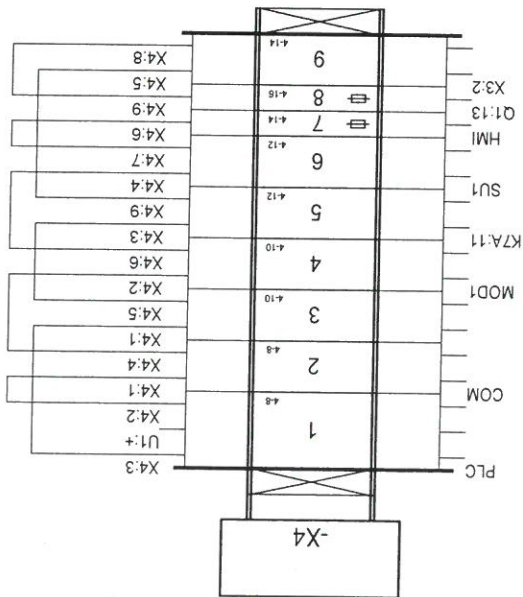 -X4
PLC X4:3
U1:+
1
X4:2
4-8
COM X4:1
X4:4
2
4-8
X4:1
X4:5
3
4-10
MOD1 X4:2
X4:6
4
4-10
K7A:11 X4:3
X4:9
5
4-12
SU1 X4:4
X4:7
6
4-12
HMI X4:6
7 4-14
Q1:13 X4:9
8 4-16
X3:2 X4:5
9 X4:8
4-14